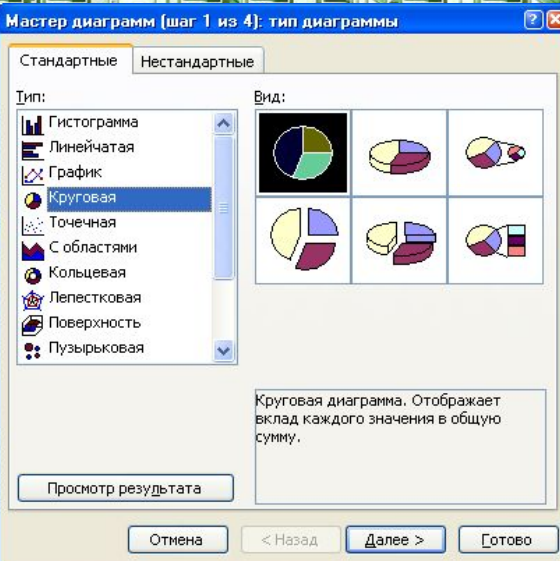 Мастер диаграмм (шаг 1 из 4): тип диаграммы
Стандартные
Нестандартные
Тип:
Гистограмма
Линейчатая
График
Круговая
Точечная
С областями
Кольцевая
Лепестковая
Поверхность
Пузырьковая
Вид:
Круговая диаграмма. Отображает
вклад каждого значения в общую
сумму.
Просмотр результата
Отмена
< Назад
Далее >
Готово